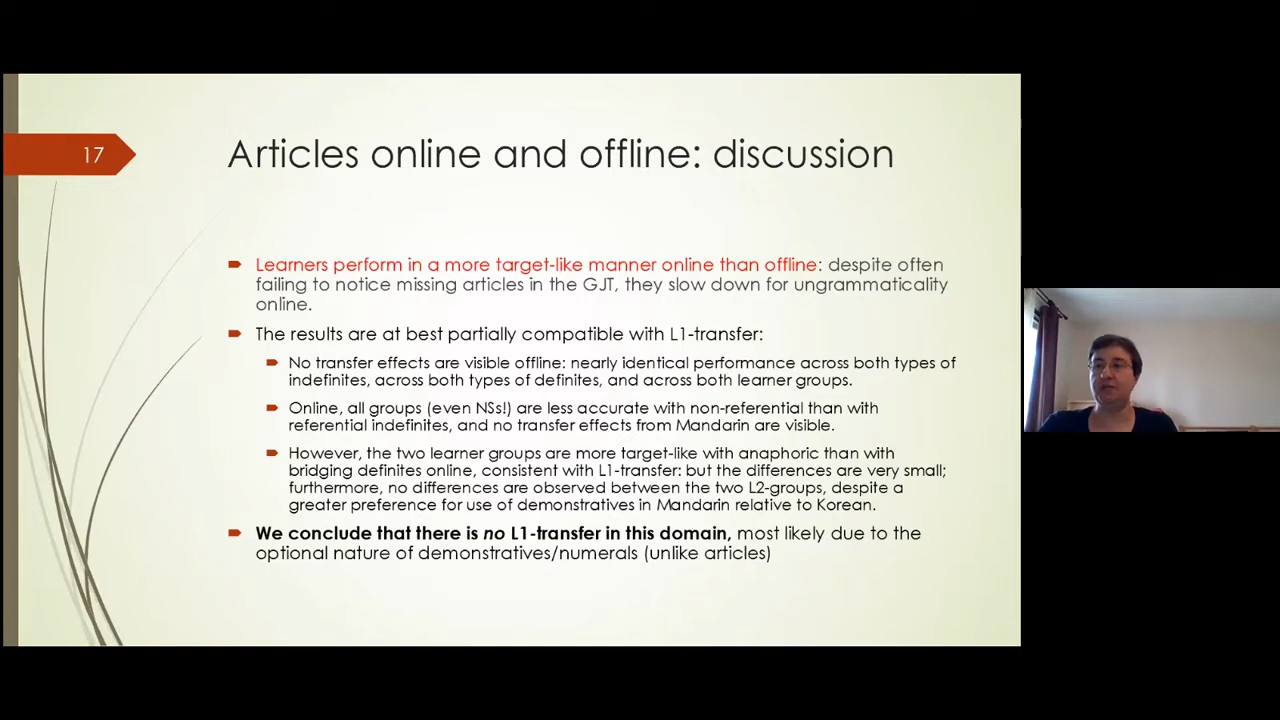 17
Articles online and offline: discussion
Learners perform in a more target-like manner online than offline: despite often
failing to notice missing articles in the GJT, they slow down for ungrammaticality
online.
The results are at best partially compatible with L1-transfer:
No transfer effects are visible offline: nearly identical performance across both types of
indefinites, across both types of definites, and across both learner groups.
Online, all groups (even NSs!) are less accurate with non-referential than with
referential indefinites, and no transfer effects from Mandarin are visible.
However, the two learner groups are more target-like with anaphoric than with
bridging definites online, consistent with L1-transfer: but the differences are very small;
furthermore, no differences are observed between the two L2-groups, despite a
greater preference for use of demonstratives in Mandarin relative to Korean.
We conclude that there is no L1-transfer in this domain, most likely due to the
optional nature of demonstratives/numerals (unlike articles)